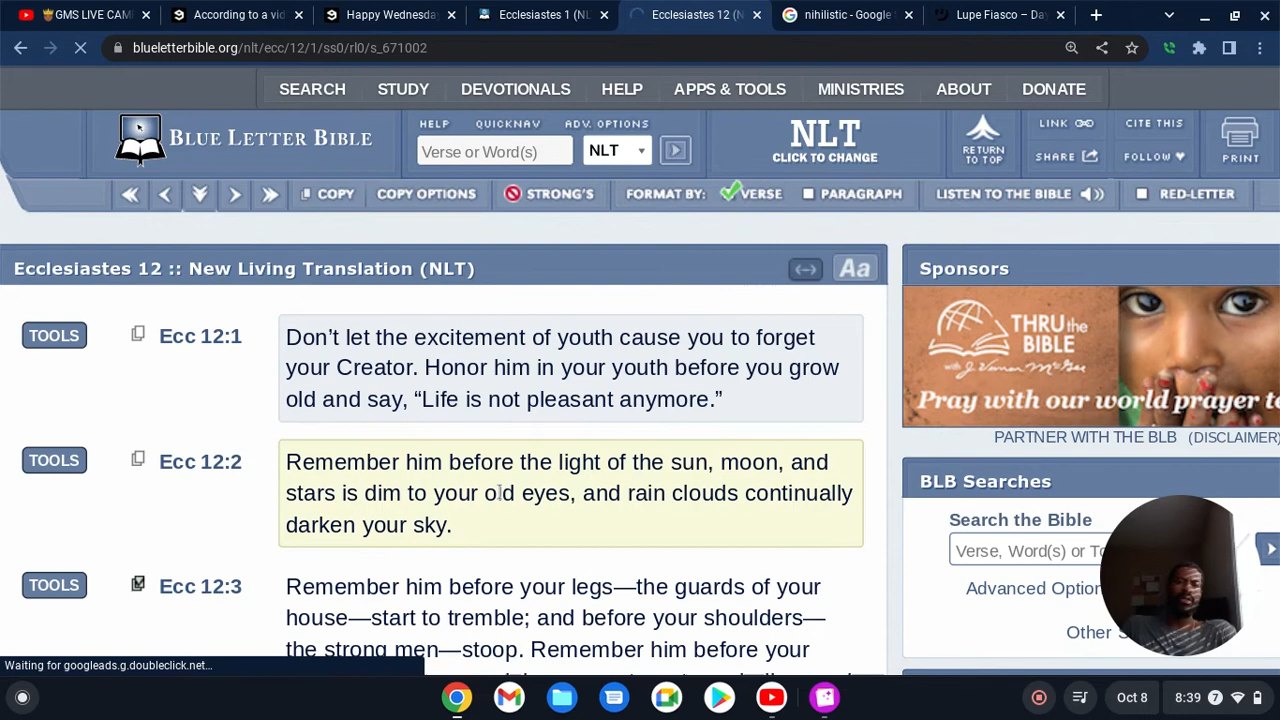 GMS LIVE CAM
According to a vid
Happy Wednesda
Ecclesiastes 1 (NL
Ecclesiastes 12 (N
nihilistic - Google S
Lupe Fiasco – Day
blueletterbible.org/nlt/ecc/12/1/ss0/rl0/s_671002
SEARCH STUDY DEVOTIONALS HELP APPS & TOOLS MINISTRIES ABOUT DONATE
BLUE LETTER BIBLE
HELP QUICKNAV ADV. OPTIONS
Verse or Word(s) NLT
NLT
CLICK TO CHANGE
RETURN
TO TOP
LINK CITE THIS
SHARE FOLLOW
PRINT
COPY COPY OPTIONS STRONG'S FORMAT BY: VERSE PARAGRAPH LISTEN TO THE BIBLE RED-LETTER
Ecclesiastes 12 :: New Living Translation (NLT) Aa
TOOLS Ecc 12:1
Don’t let the excitement of youth cause you to forget
your Creator. Honor him in your youth before you grow
old and say, “Life is not pleasant anymore.”
TOOLS Ecc 12:2
Remember him before the light of the sun, moon, and
stars is dim to your old eyes, and rain clouds continually
darken your sky.
TOOLS Ecc 12:3
Remember him before your legs—the guards of your
house—start to tremble; and before your shoulders—
the strong men—stoop. Remember him before your
Sponsors
THRU the
BIBLE
with J. Vernon McGee
Pray with our world prayer t
PARTNER WITH THE BLB (DISCLAIMER)
BLB Searches
Search the Bible
Verse, Word(s) or To
Advanced Option
Other S
Waiting for googleads.g.doubleclick.net...
Oct 8 8:39 7